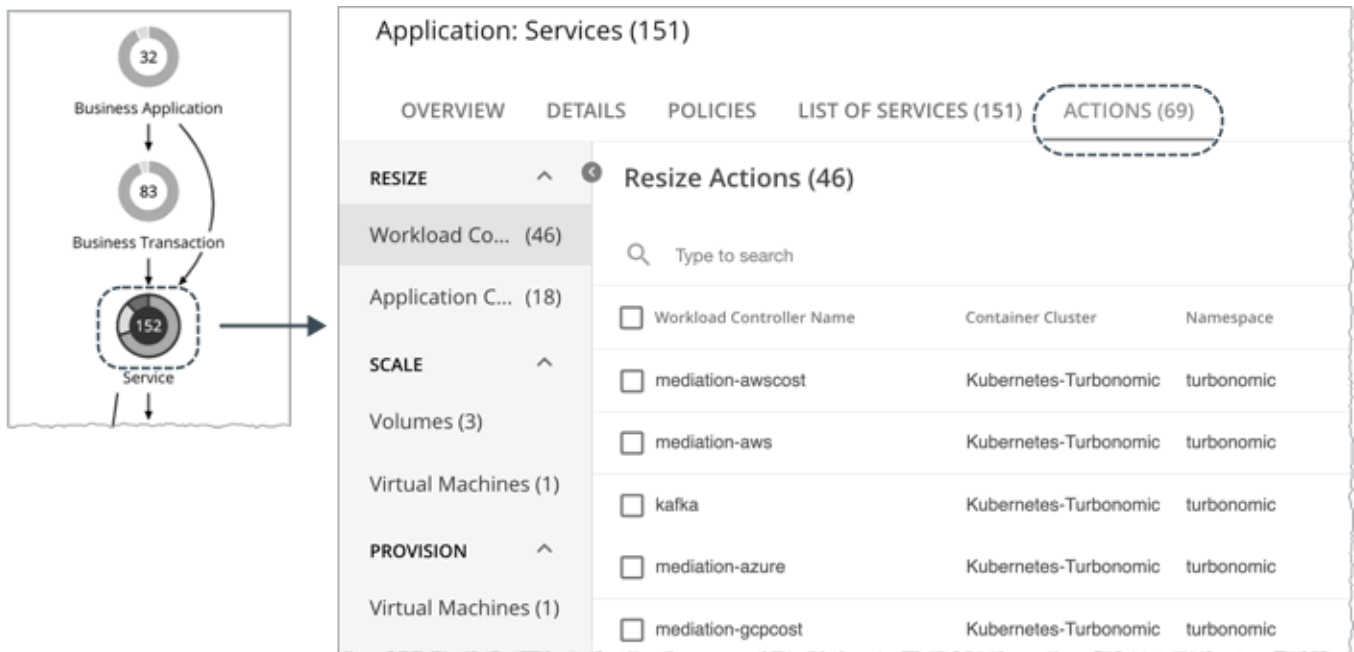 32
Business Application
83
Business Transaction
152
Service
Application: Services (151)
OVERVIEW DETAILS POLICIES LIST OF SERVICES (151) ACTIONS (69)
RESIZE
Workload Co... (46)
Application C... (18)
SCALE
Volumes (3)
Virtual Machines (1)
PROVISION
Virtual Machines (1)
Resize Actions (46)
Type to search
Workload Controller Name Container Cluster Namespace
mediation-awscost Kubernetes-Turbonomic turbonomic
mediation-aws Kubernetes-Turbonomic turbonomic
kafka Kubernetes-Turbonomic turbonomic
mediation-azure Kubernetes-Turbonomic turbonomic
mediation-gcpcost Kubernetes-Turbonomic turbonomic